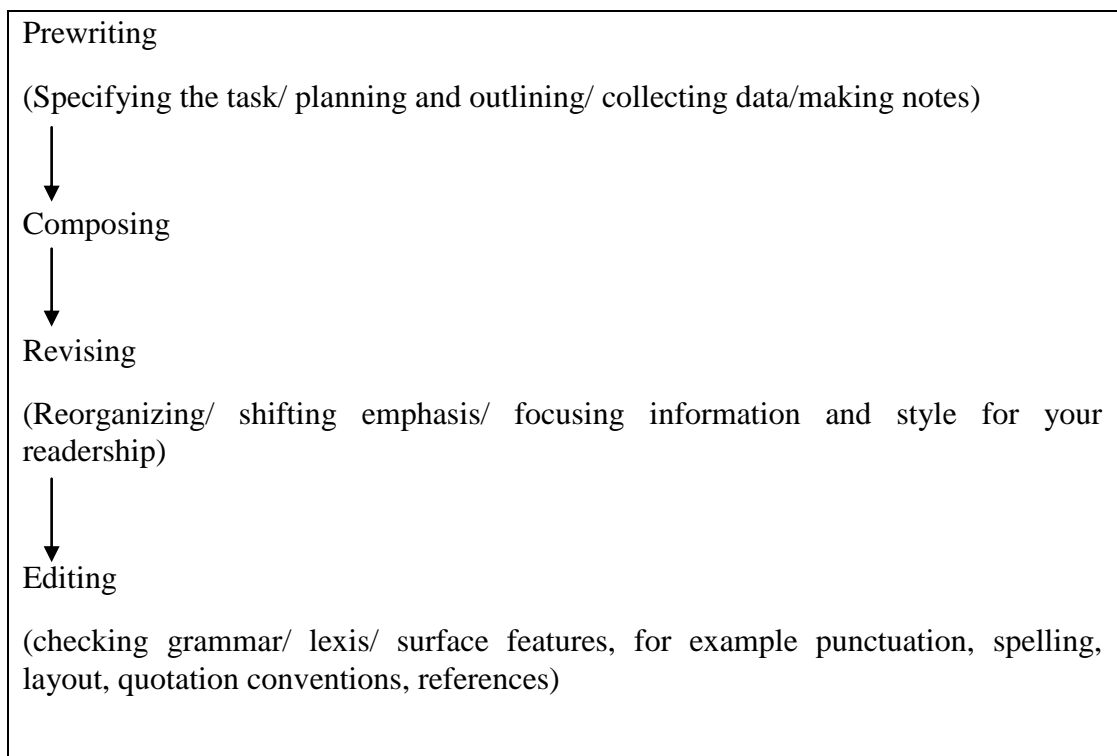 Prewriting
(Specifying the task/ planning and outlining/ collecting data/making notes)
Composing
Revising
(Reorganizing/ shifting emphasis/ focusing information and style for your
readership)
Editing
(checking grammar/ lexis/ surface features, for example punctuation, spelling,
layout, quotation conventions, references)